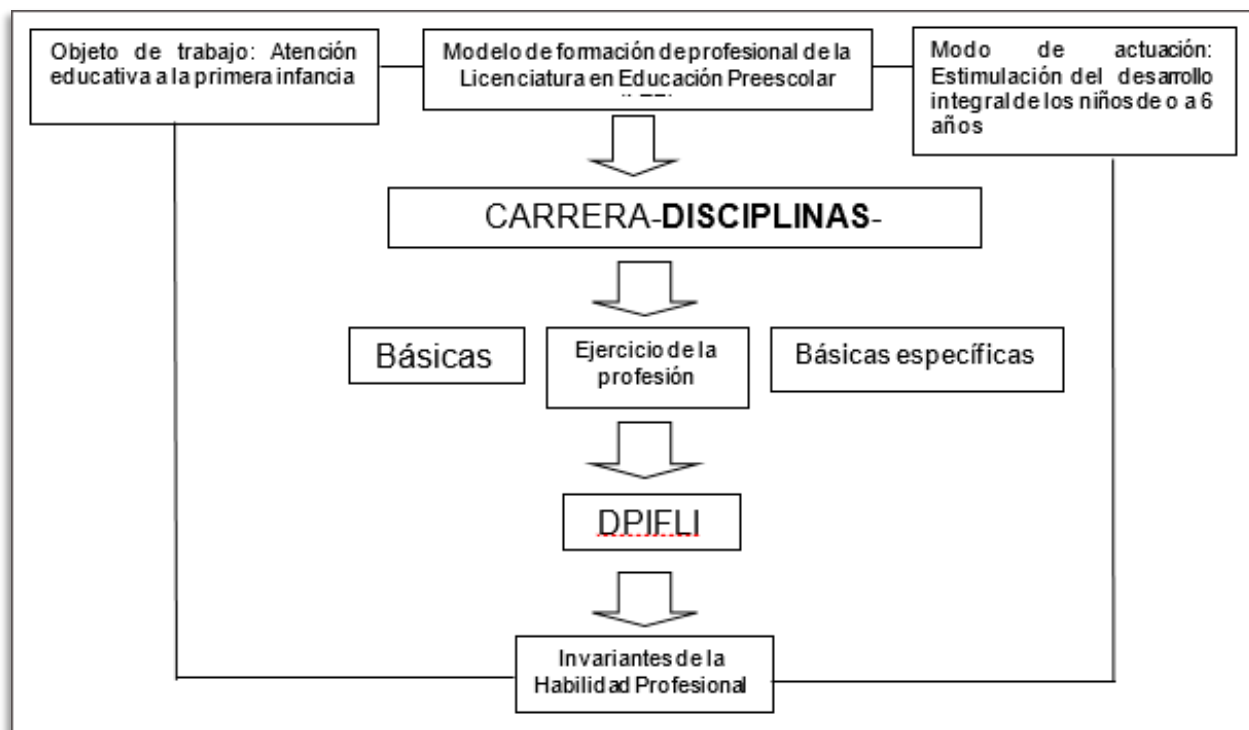 Objeto de trabajo: Atención
educativa a la primera infancia
Modelo de formación de profesional de la
Licenciatura en Educación Preescolar
Modo de actuación:
Estimulación del desarrollo
integral de los niños de o a 6
años
CARRERA-DISCIPLINAS-
Básicas
Ejercicio de la
profesión
Básicas específicas
DPIFLI
Invariantes de la
Habilidad Profesional